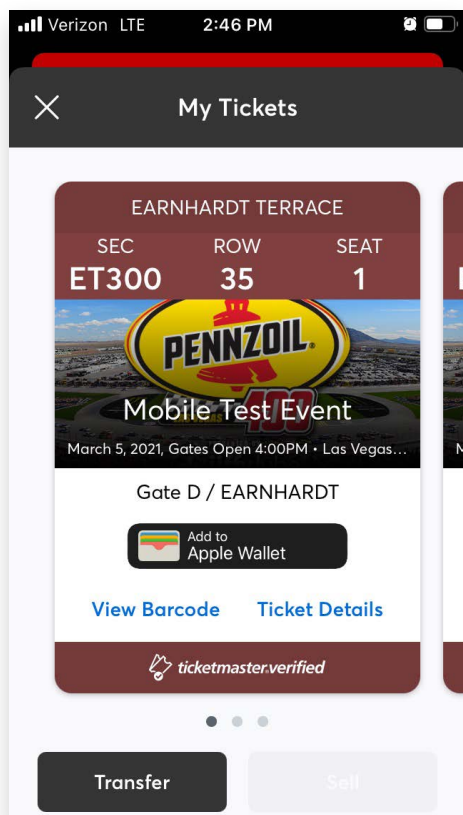 Verizon LTE 2:46 PM
My Tickets
EARNHARDT TERRACE
SEC ROW SEAT
ET300 35 1
PENNZOIL
400
Mobile Test Event
March 5, 2021, Gates Open 4:00PM • Las Vegas...
Gate D / EARNHARDT
Add to
Apple Wallet
View Barcode Ticket Details
ticketmaster.verified
Transfer Sell